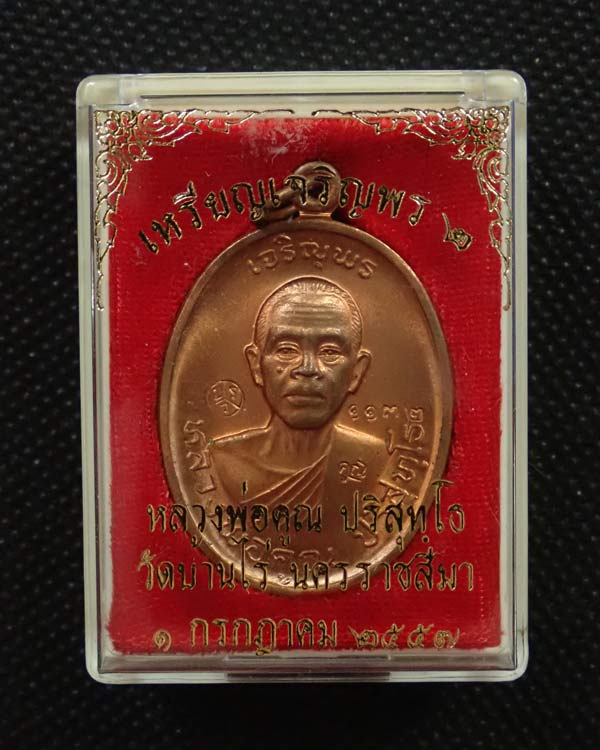 เหรียญเจริญพร ๒
เจริญพร
๑๑๓
คูณ
หลวงพ่อคูณ ปริสุทฺโธ
วัดบ้านไร่ นครราชสีมา
๑ กรกฎาคม ๒๕๕๗